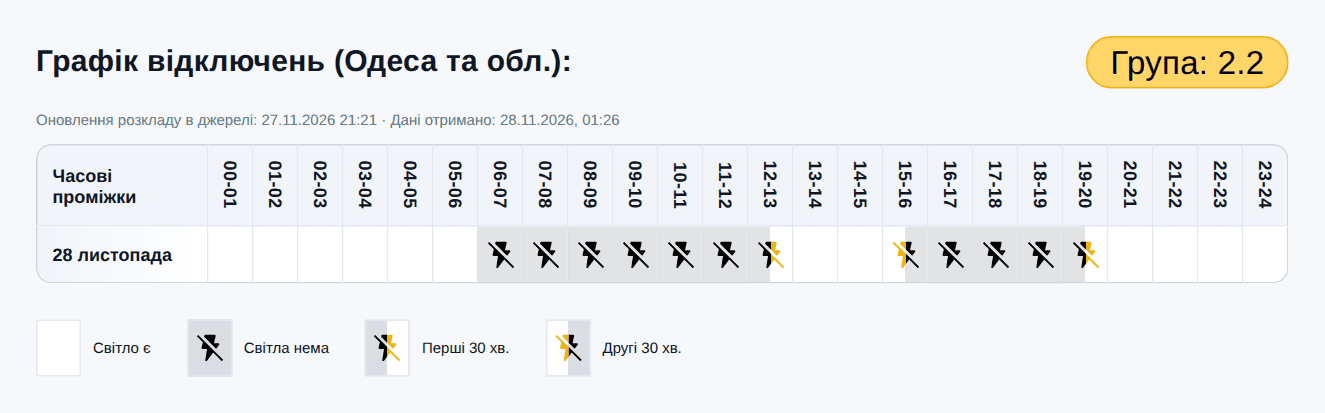 Графік відключень (Одеса та обл.):
Група: 2.2
Оновлення розкладу в джерелі: 27.11.2026 21:21 · Дані отримано: 28.11.2026, 01:26
Часові
проміжки
00-01
01-02
02-03
03-04
04-05
05-06
06-07
07-08
08-09
09-10
10-11
11-12
12-13
13-14
14-15
15-16
16-17
17-18
18-19
19-20
20-21
21-22
22-23
23-24
28 листопада
Світло є
Світла нема
Перші 30 хв.
Другі 30 хв.